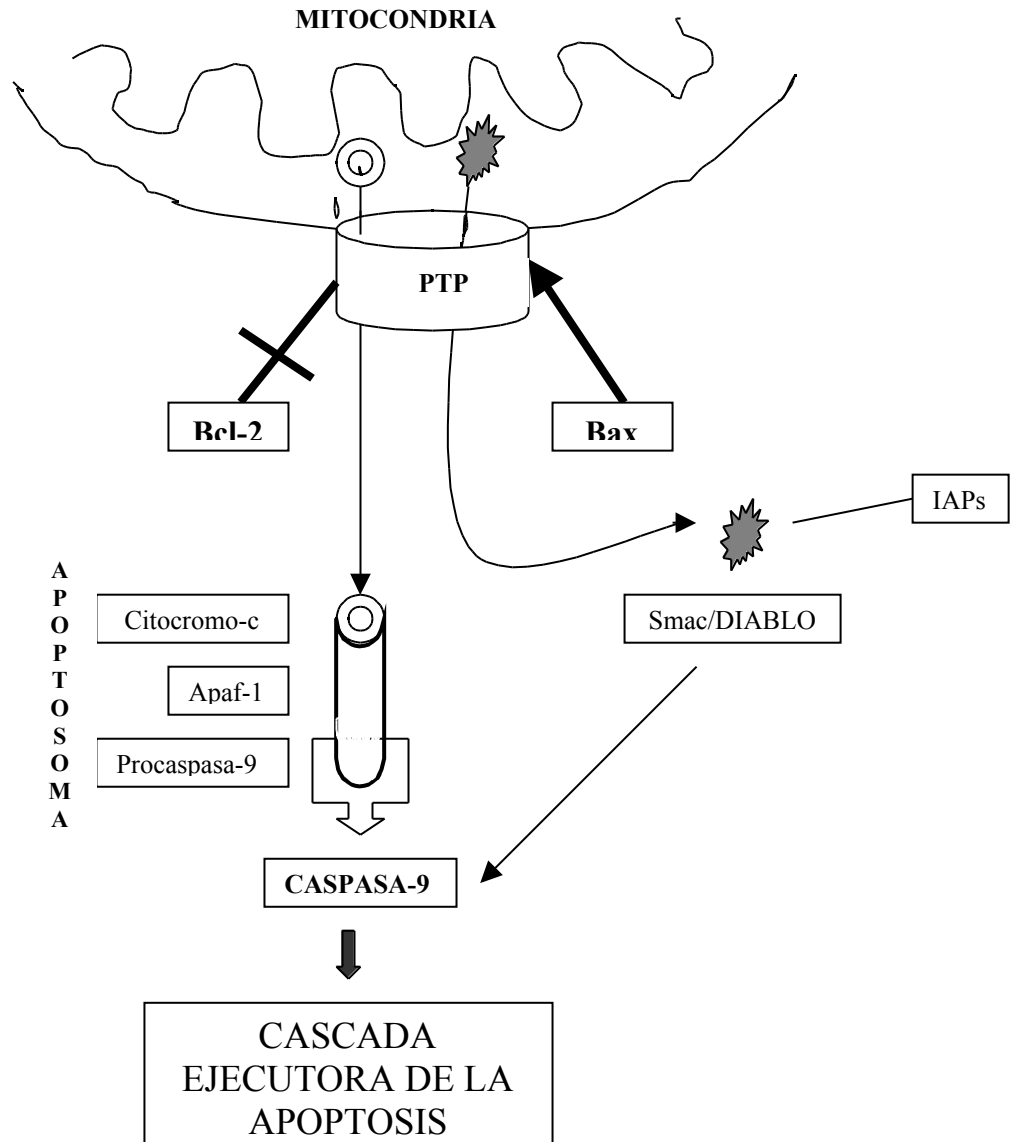 MITOCONDRIA
PTP
Bcl-2
Bax
IAPs
APOPTOSOMA
Citocromo-c
Smac/DIABLO
Apaf-1
Procaspasa-9
CASPASA-9
CASCADA
EJECUTORA DE LA
APOPTOSIS